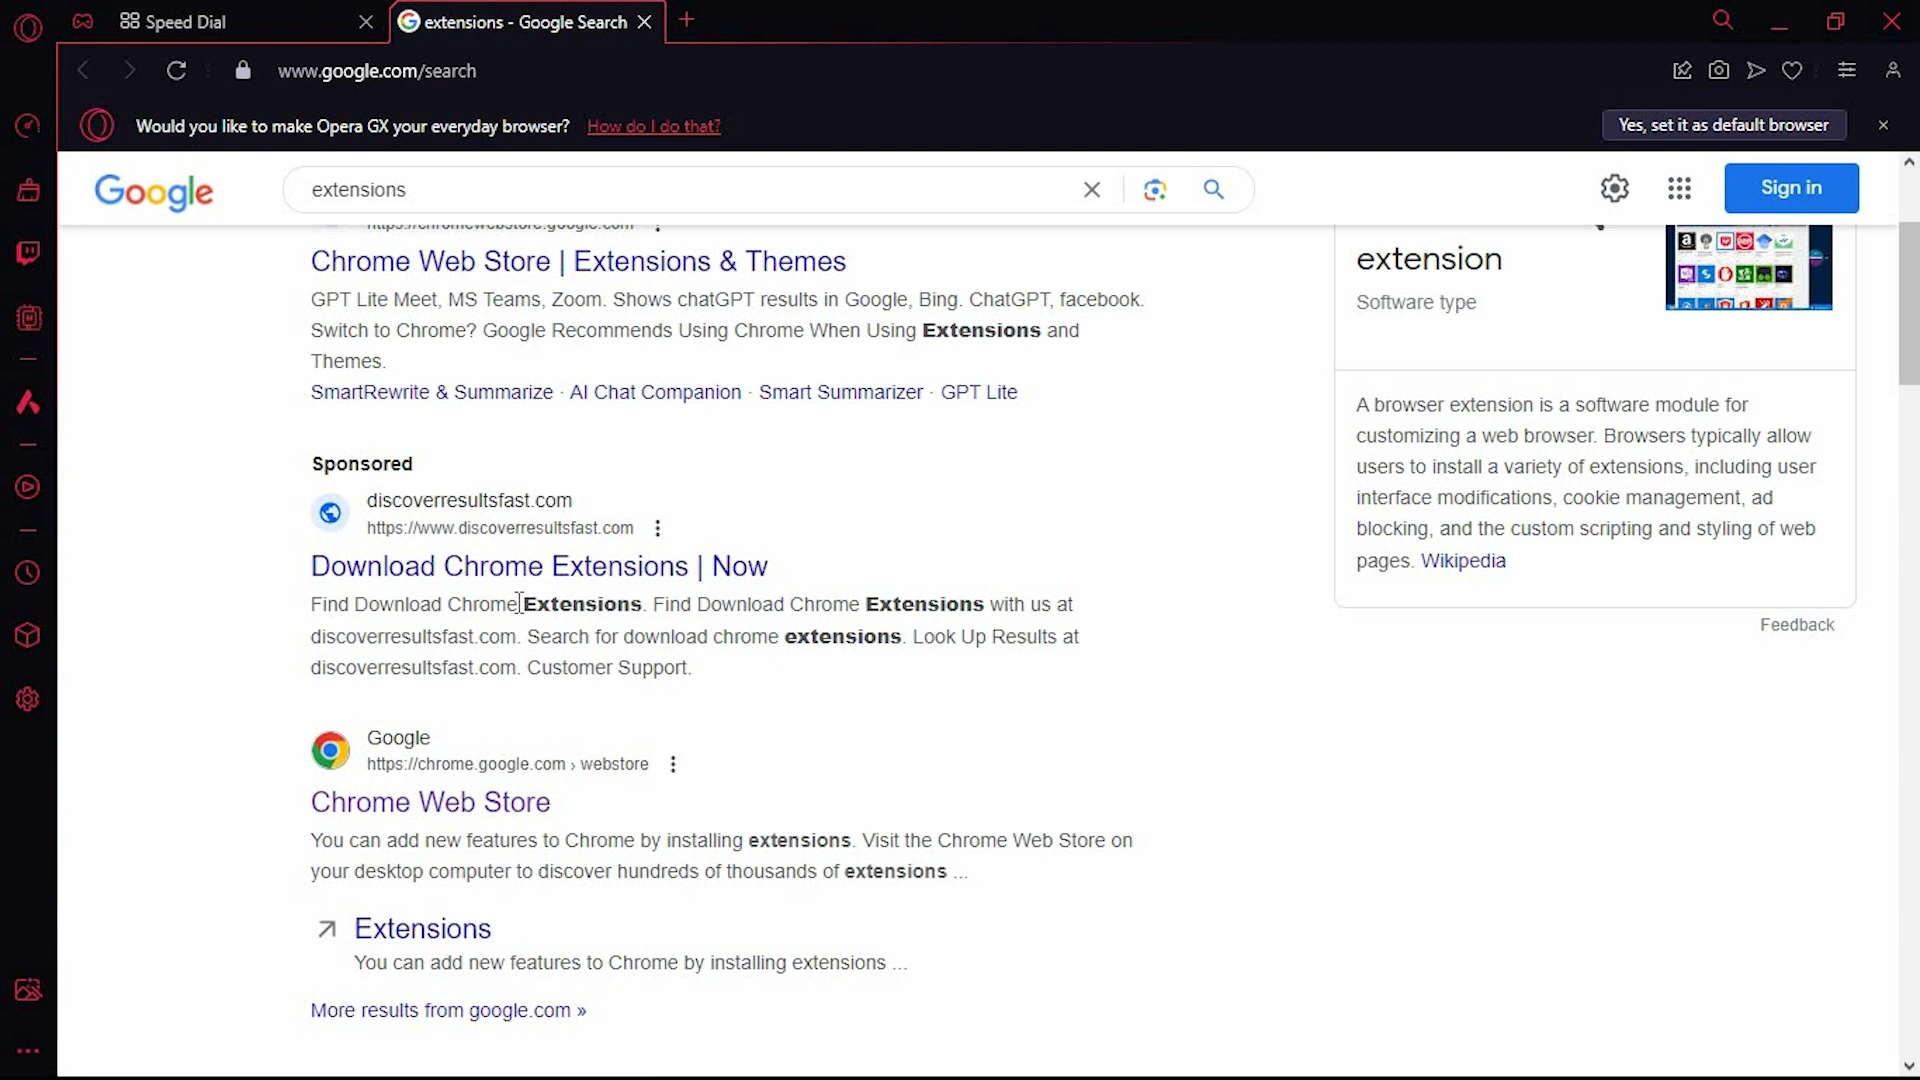 Speed Dial
extensions - Google Search
www.google.com/search
Would you like to make Opera GX your everyday browser? How do I do that?
Yes, set it as default browser
Google
extensions
Sign in
https://chromewebstore.google.com
Chrome Web Store | Extensions & Themes
GPT Lite Meet, MS Teams, Zoom. Shows chatGPT results in Google, Bing. ChatGPT, facebook.
Switch to Chrome? Google Recommends Using Chrome When Using Extensions and
Themes.
SmartRewrite & Summarize · AI Chat Companion · Smart Summarizer · GPT Lite
Sponsored
discoverresultsfast.com
https://www.discoverresultsfast.com
Download Chrome Extensions | Now
Find Download Chrome Extensions. Find Download Chrome Extensions with us at
discoverresultsfast.com. Search for download chrome extensions. Look Up Results at
discoverresultsfast.com. Customer Support.
Google
https://chrome.google.com › webstore
Chrome Web Store
You can add new features to Chrome by installing extensions. Visit the Chrome Web Store on
your desktop computer to discover hundreds of thousands of extensions ...
Extensions
You can add new features to Chrome by installing extensions ...
More results from google.com »
extension
Software type
A browser extension is a software module for
customizing a web browser. Browsers typically allow
users to install a variety of extensions, including user
interface modifications, cookie management, ad
blocking, and the custom scripting and styling of web
pages. Wikipedia
Feedback